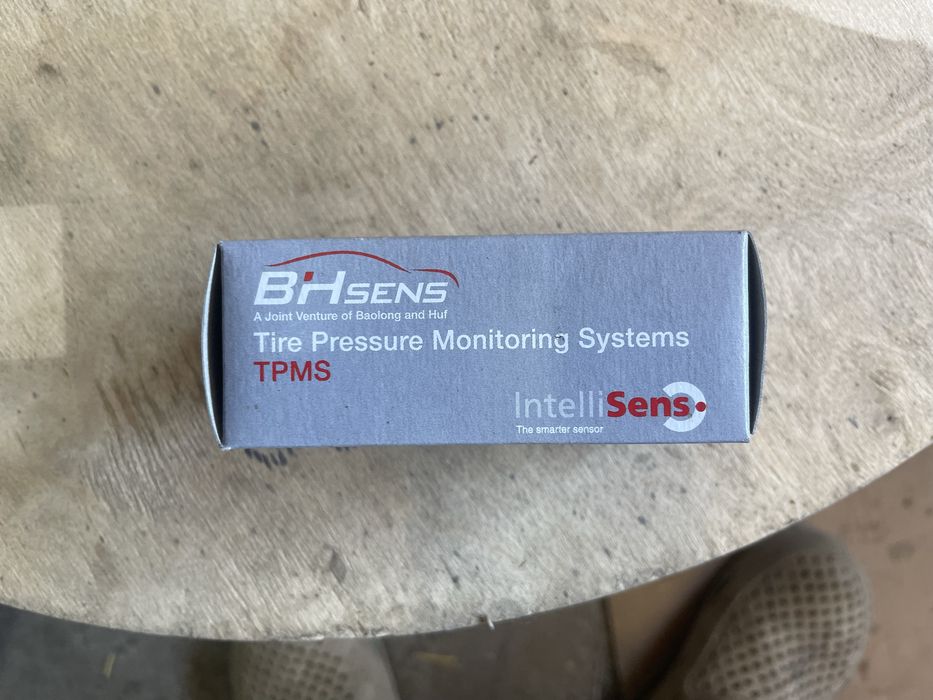 BHSENS
A Joint Venture of Baolong and Huf
Tire Pressure Monitoring Systems
TPMS
IntelliSens
The smarter sensor